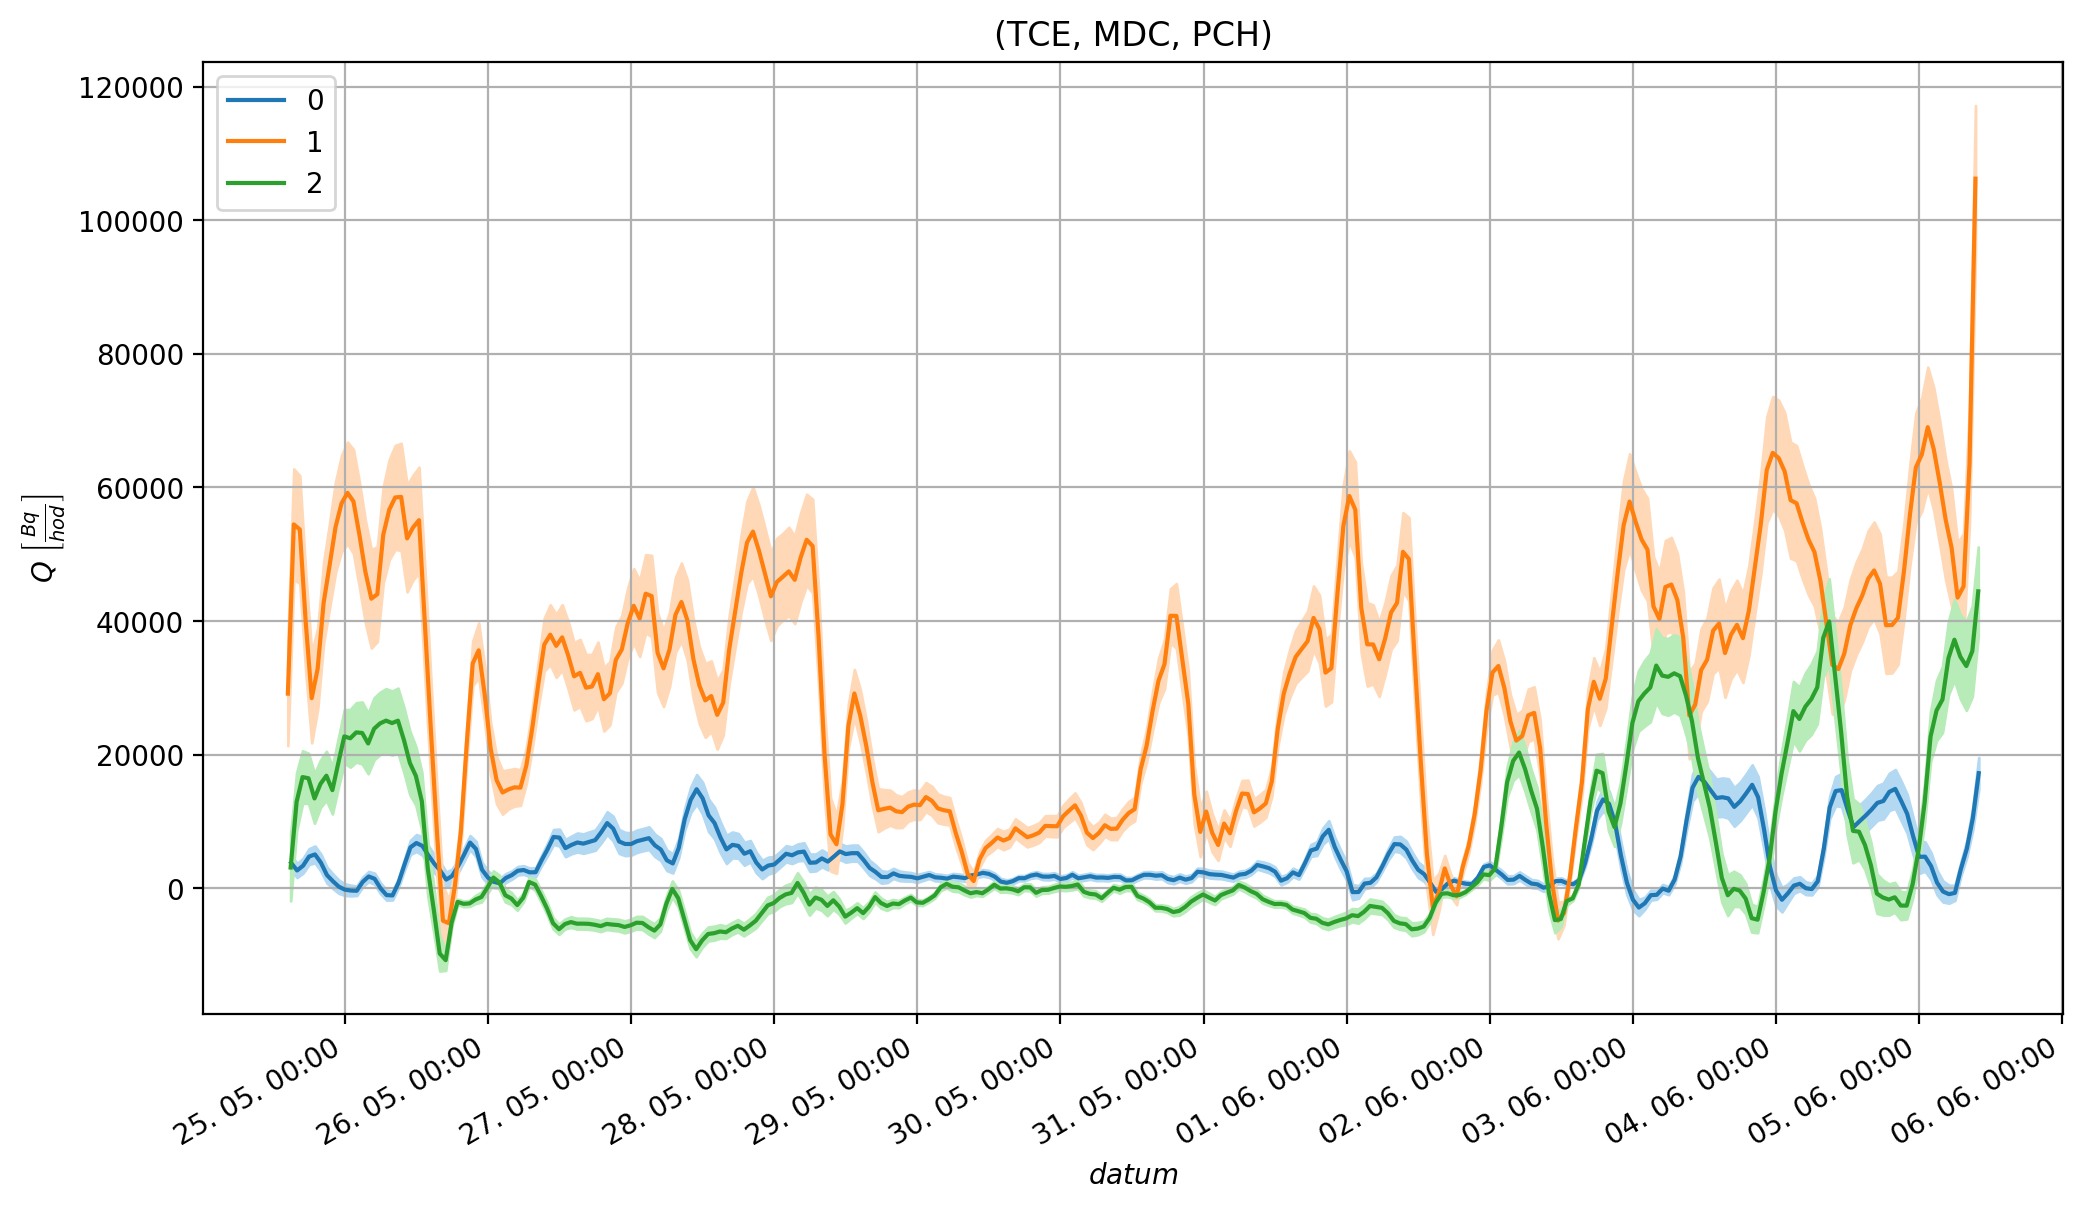 (TCE, MDC, PCH)
120000
100000
80000
60000
40000
20000
0
0
1
2
Q [Bq/hod]
25. 05. 00:00
26. 05. 00:00
27. 05. 00:00
28. 05. 00:00
29. 05. 00:00
30. 05. 00:00
31. 05. 00:00
01. 06. 00:00
02. 06. 00:00
03. 06. 00:00
04. 06. 00:00
05. 06. 00:00
06. 06. 00:00
datum